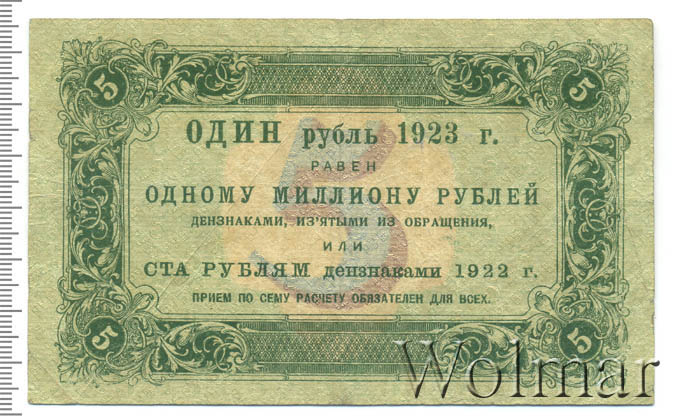 5 5
ОДИН рубль 1923 г.
РАВЕН
ОДНОМУ МИЛЛИОНУ РУБЛЕЙ
ДЕНЗНАКАМИ, ИЗ'ЯТЫМИ ИЗ ОБРАЩЕНИЯ,
ИЛИ
СТА РУБЛЯМ дензнаками 1922 г.
ПРИЕМ ПО СЕМУ РАСЧЕТУ ОБЯЗАТЕЛЕН ДЛЯ ВСЕХ.
5
5 5
Wolmar